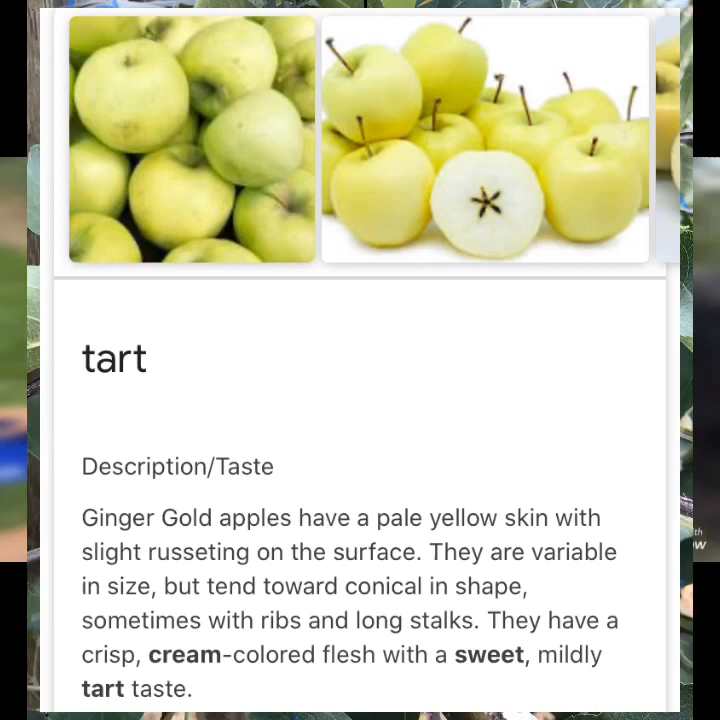 tart
Description/Taste
Ginger Gold apples have a pale yellow skin with
slight russeting on the surface. They are variable
in size, but tend toward conical in shape,
sometimes with ribs and long stalks. They have a
crisp, cream-colored flesh with a sweet, mildly
tart taste.